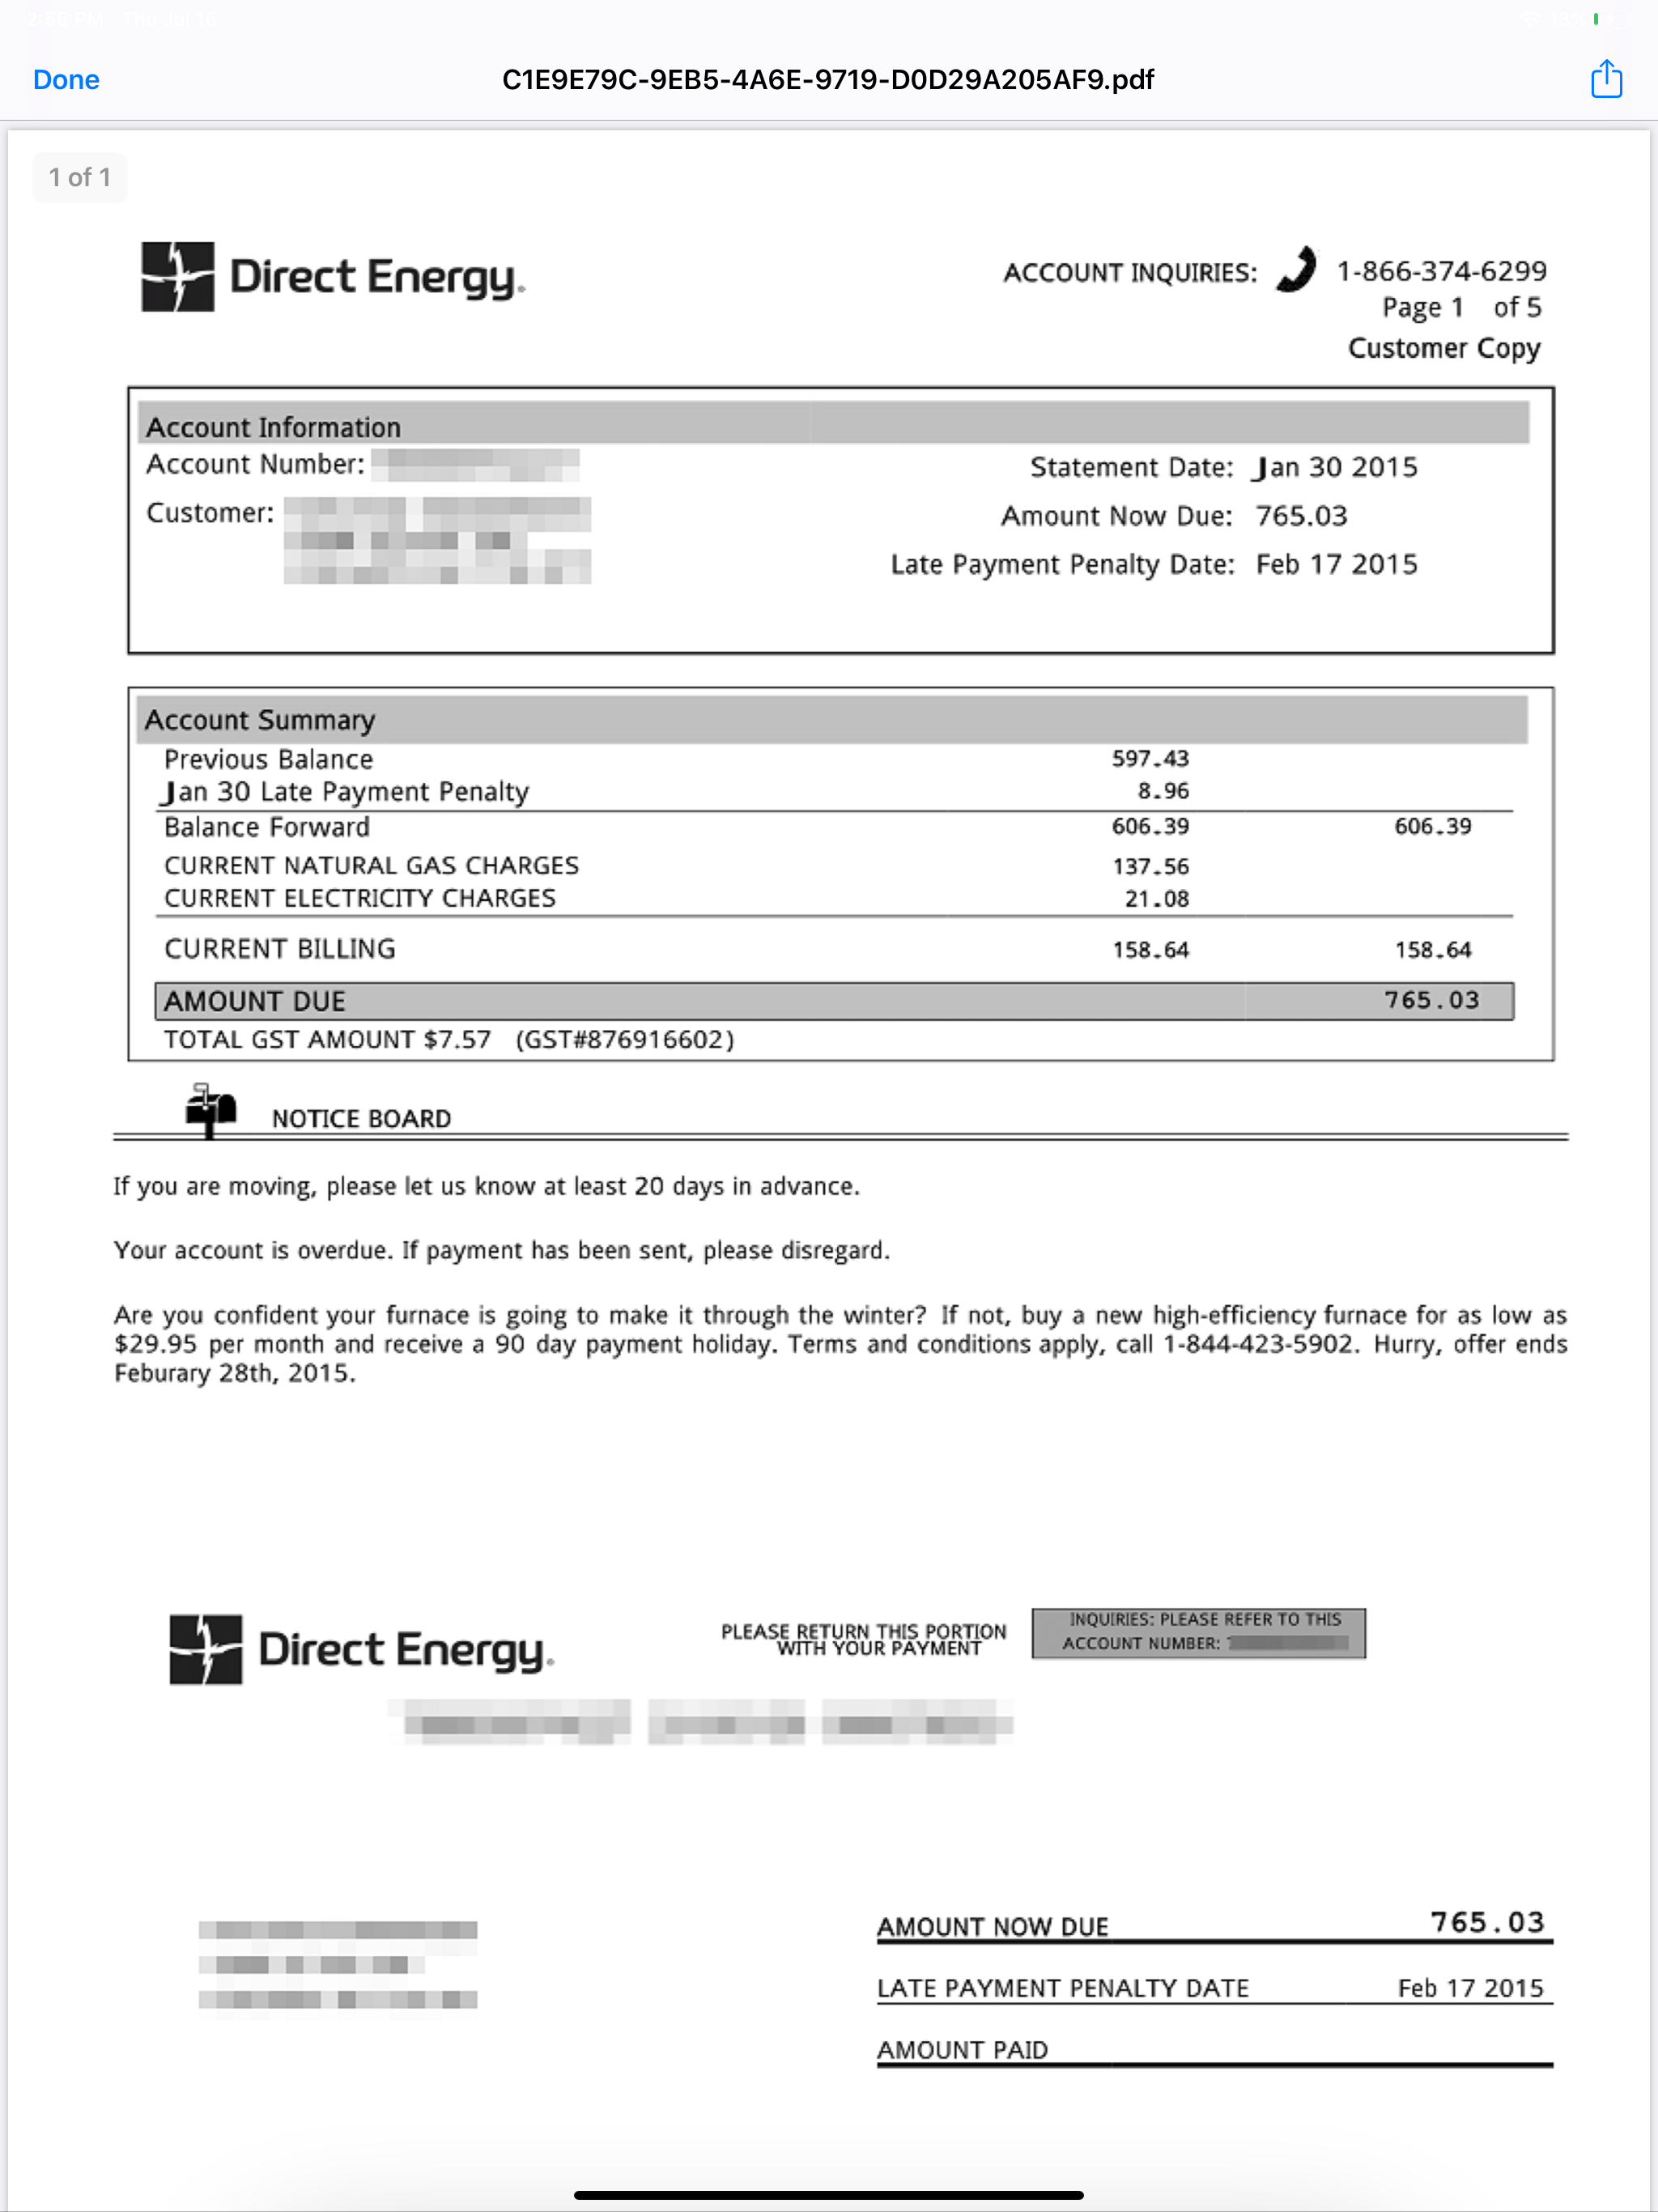 2:50 PM Thu Jul 16
13%
Done
C1E9E79C-9EB5-4A6E-9719-D0D29A205AF9.pdf
1 of 1
Direct Energy.
ACCOUNT INQUIRIES: 1-866-374-6299
Page 1 of 5
Customer Copy
Account Information
Account Number:
Statement Date: Jan 30 2015
Customer:
Amount Now Due: 765.03
Late Payment Penalty Date: Feb 17 2015
Account Summary
Previous Balance 597.43
Jan 30 Late Payment Penalty 8.96
Balance Forward 606.39 606.39
CURRENT NATURAL GAS CHARGES 137.56
CURRENT ELECTRICITY CHARGES 21.08
CURRENT BILLING 158.64 158.64
AMOUNT DUE 765.03
TOTAL GST AMOUNT $7.57 (GST#876916602)
NOTICE BOARD
If you are moving, please let us know at least 20 days in advance.
Your account is overdue. If payment has been sent, please disregard.
Are you confident your furnace is going to make it through the winter? If not, buy a new high-efficiency furnace for as low as
$29.95 per month and receive a 90 day payment holiday. Terms and conditions apply, call 1-844-423-5902. Hurry, offer ends
Feburary 28th, 2015.
Direct Energy.
PLEASE RETURN THIS PORTION
WITH YOUR PAYMENT
INQUIRIES: PLEASE REFER TO THIS
ACCOUNT NUMBER:
AMOUNT NOW DUE 765.03
LATE PAYMENT PENALTY DATE Feb 17 2015
AMOUNT PAID